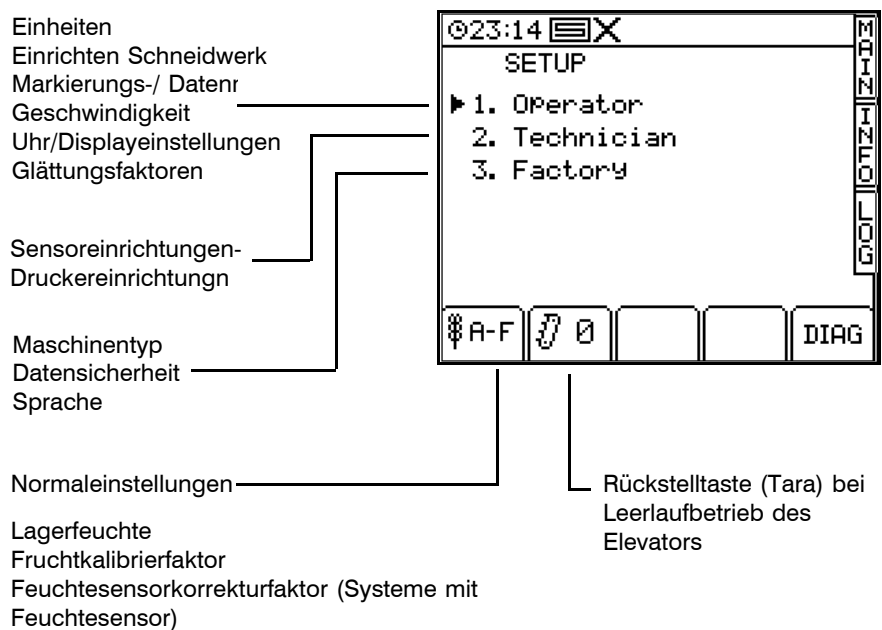 Einheiten
Einrichten Schneidwerk
Markierungs-/ Datenr
Geschwindigkeit
Uhr/Displayeinstellungen
Glättungsfaktoren
Sensoreinrichtungen-
Druckereinrichtungn
Maschinentyp
Datensicherheit
Sprache
Normaleinstellungen
Lagerfeuchte
Fruchtkalibrierfaktor
Feuchtesensorkorrekturfaktor (Systeme mit
Feuchtesensor)
23:14
SETUP
1. Operator
2. Technician
3. Factory
MAIN
INFO
LOG
A-F
0
DIAG
Rückstelltaste (Tara) bei
Leerlaufbetrieb des
Elevators